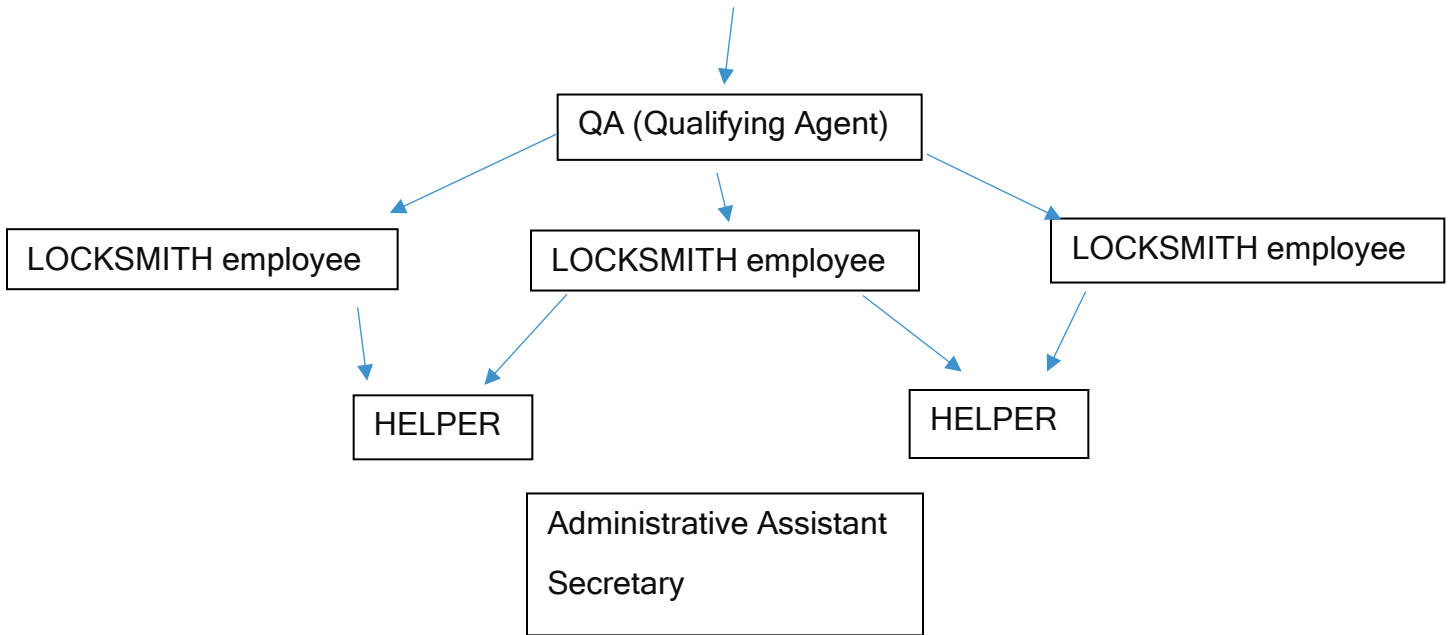 QA (Qualifying Agent)
LOCKSMITH employee
LOCKSMITH employee
LOCKSMITH employee
HELPER
HELPER
Administrative Assistant
Secretary